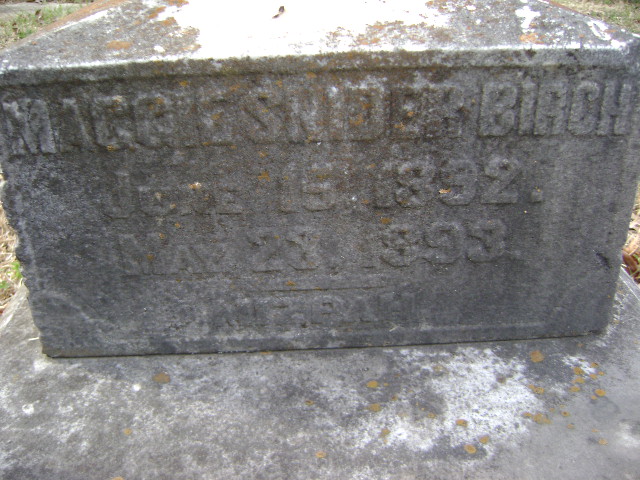 MAGGIE SNIDER BIRCH
JUNE 15, 1892.
MAY 23, 1893.